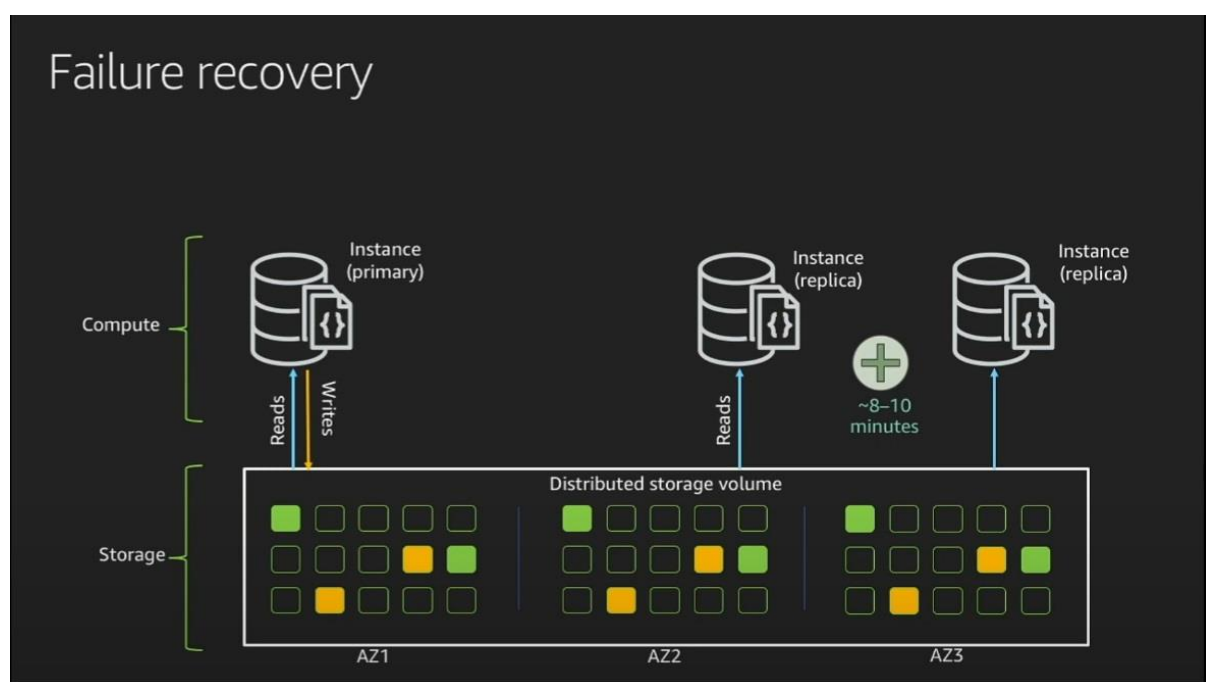 Failure recovery
Instance
(primary)
Instance
(replica)
Instance
(replica)
Compute
{}
{}
{}
Reads
Writes
Reads
~8–10
minutes
Distributed storage volume
Storage
AZ1
AZ2
AZ3